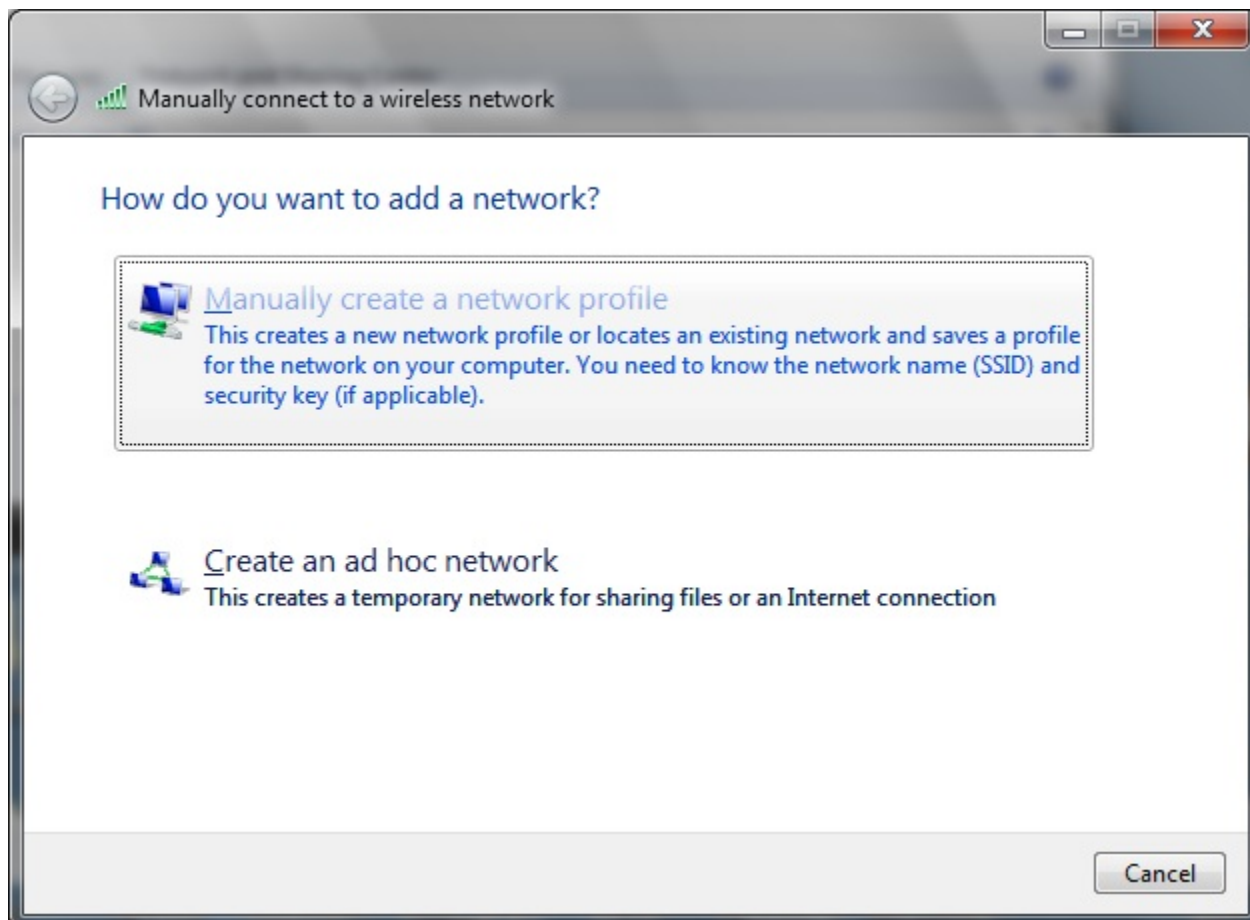 Manually connect to a wireless network
How do you want to add a network?
Manually create a network profile
This creates a new network profile or locates an existing network and saves a profile
for the network on your computer. You need to know the network name (SSID) and
security key (if applicable).
Create an ad hoc network
This creates a temporary network for sharing files or an Internet connection
Cancel